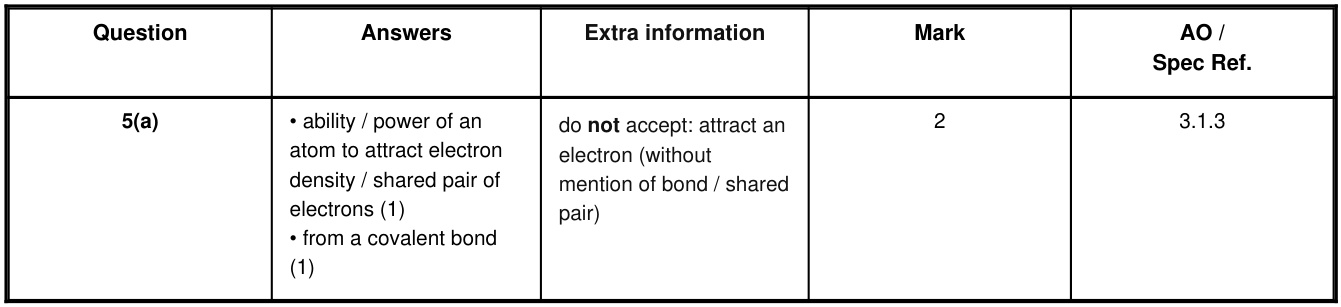 Question
Answers
Extra information
Mark
AO /
Spec Ref.
5(a)
• ability / power of an
atom to attract electron
density / shared pair of
electrons (1)
• from a covalent bond
(1)
do not accept: attract an
electron (without
mention of bond / shared
pair)
2
3.1.3